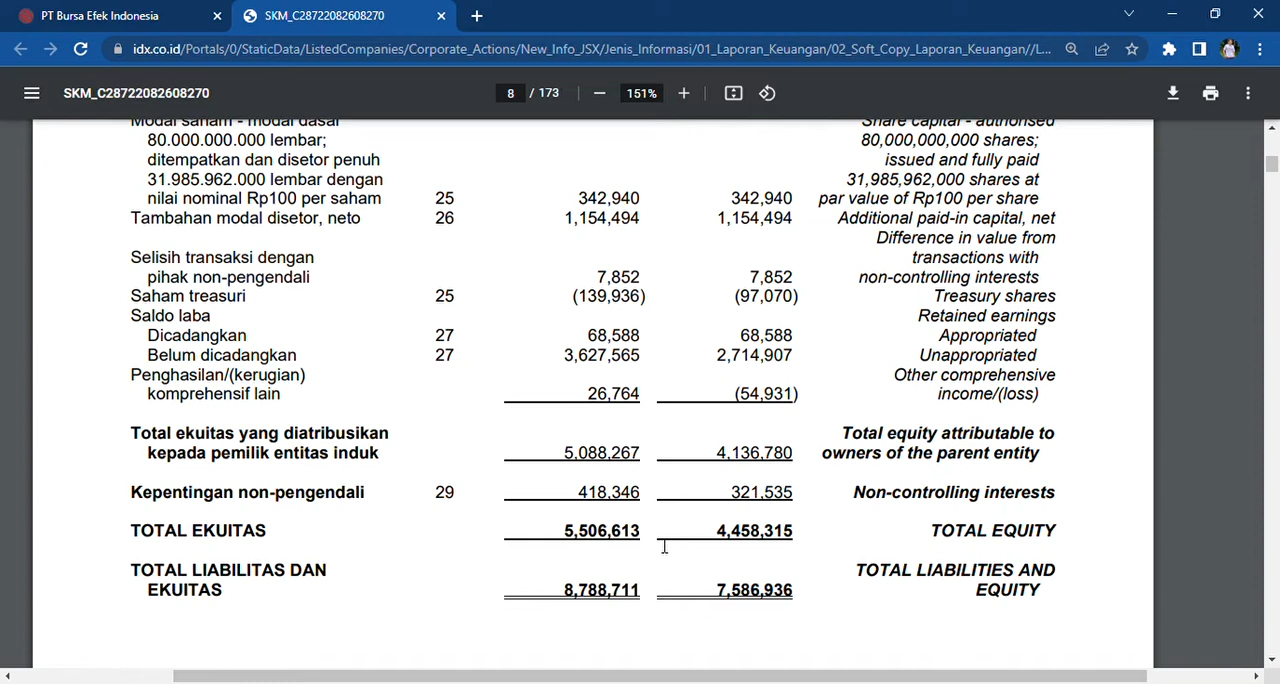 PT Bursa Efek Indonesia
SKM_C28722082608270
idx.co.id/Portals/0/StaticData/ListedCompanies/Corporate_Actions/New_Info_JSX/Jenis_Informasi/01_Laporan_Keuangan/02_Soft_Copy_Laporan_Keuangan//L...
SKM_C28722082608270 8 / 173 151%
Modal saham - modal dasar Share capital - authorised
80.000.000.000 lembar; 80,000,000,000 shares;
ditempatkan dan disetor penuh issued and fully paid
31.985.962.000 lembar dengan 31,985,962,000 shares at
nilai nominal Rp100 per saham 25 342,940 342,940 par value of Rp100 per share
Tambahan modal disetor, neto 26 1,154,494 1,154,494 Additional paid-in capital, net
Difference in value from
Selisih transaksi dengan transactions with
pihak non-pengendali 7,852 7,852 non-controlling interests
Saham treasuri 25 (139,936) (97,070) Treasury shares
Saldo laba Retained earnings
Dicadangkan 27 68,588 68,588 Appropriated
Belum dicadangkan 27 3,627,565 2,714,907 Unappropriated
Penghasilan/(kerugian) Other comprehensive
komprehensif lain 26,764 (54,931) income/(loss)
Total ekuitas yang diatribusikan Total equity attributable to
kepada pemilik entitas induk 5,088,267 4,136,780 owners of the parent entity
Kepentingan non-pengendali 29 418,346 321,535 Non-controlling interests
TOTAL EKUITAS 5,506,613 4,458,315 TOTAL EQUITY
TOTAL LIABILITAS DAN TOTAL LIABILITIES AND
EKUITAS 8,788,711 7,586,936 EQUITY